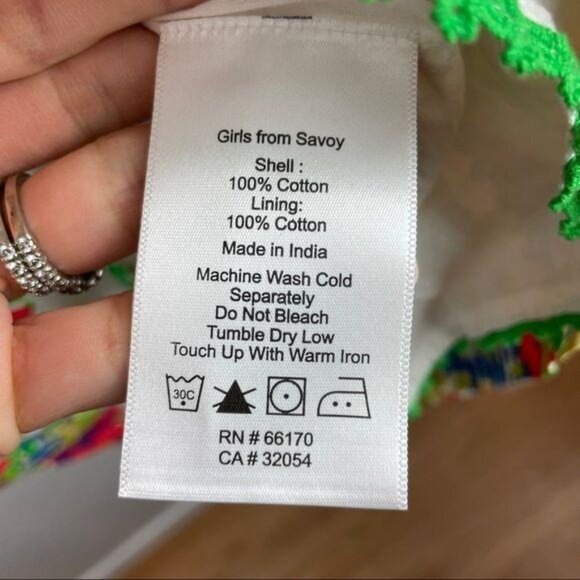 Girls from Savoy
Shell :
100% Cotton
Lining:
100% Cotton
Made in India
Machine Wash Cold
Separately
Do Not Bleach
Tumble Dry Low
Touch Up With Warm Iron
30C
RN # 66170
CA # 32054